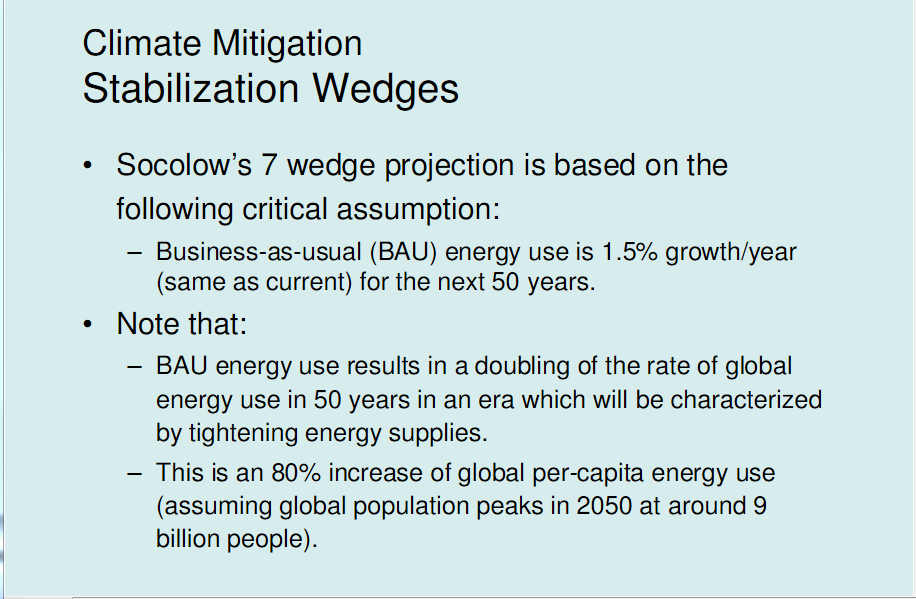 Climate Mitigation
Stabilization Wedges
• Socolow's 7 wedge projection is based on the
following critical assumption:
– Business-as-usual (BAU) energy use is 1.5% growth/year
(same as current) for the next 50 years.
• Note that:
– BAU energy use results in a doubling of the rate of global
energy use in 50 years in an era which will be characterized
by tightening energy supplies.
– This is an 80% increase of global per-capita energy use
(assuming global population peaks in 2050 at around 9
billion people).